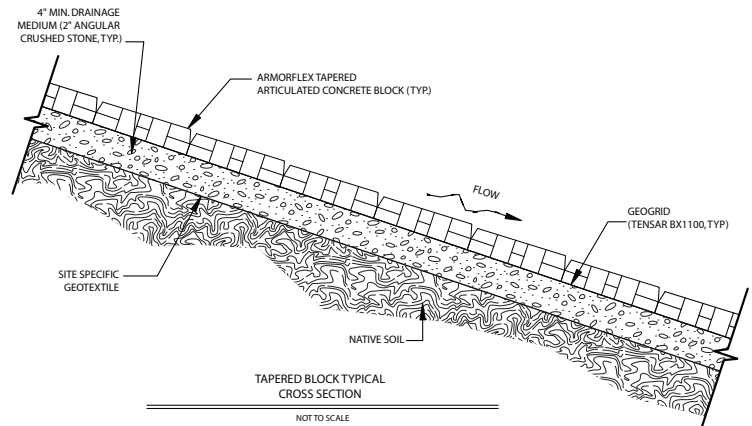 4" MIN. DRAINAGE
MEDIUM (2" ANGULAR
CRUSHED STONE, TYP.)
ARMORFLEX TAPERED
ARTICULATED CONCRETE BLOCK (TYP.)
FLOW
GEOGRID
(TENSAR BX1100, TYP)
SITE SPECIFIC
GEOTEXTILE
NATIVE SOIL
TAPERED BLOCK TYPICAL
CROSS SECTION
NOT TO SCALE